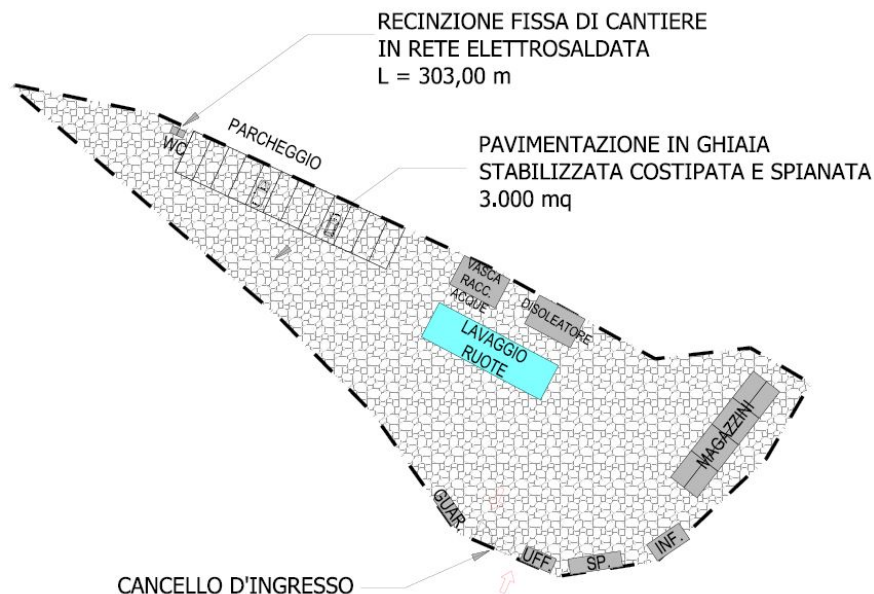 RECINZIONE FISSA DI CANTIERE
IN RETE ELETTROSALDATA
L = 303,00 m
PAVIMENTAZIONE IN GHIAIA
STABILIZZATA COSTIPATA E SPIANATA
3.000 mq
WC
PARCHEGGIO
VASCA
RACC.
ACQUE
DISOLEATORE
LAVAGGIO
RUOTE
MAGAZZINI
GUAR.
UFF.
SP.
INF.
CANCELLO D'INGRESSO